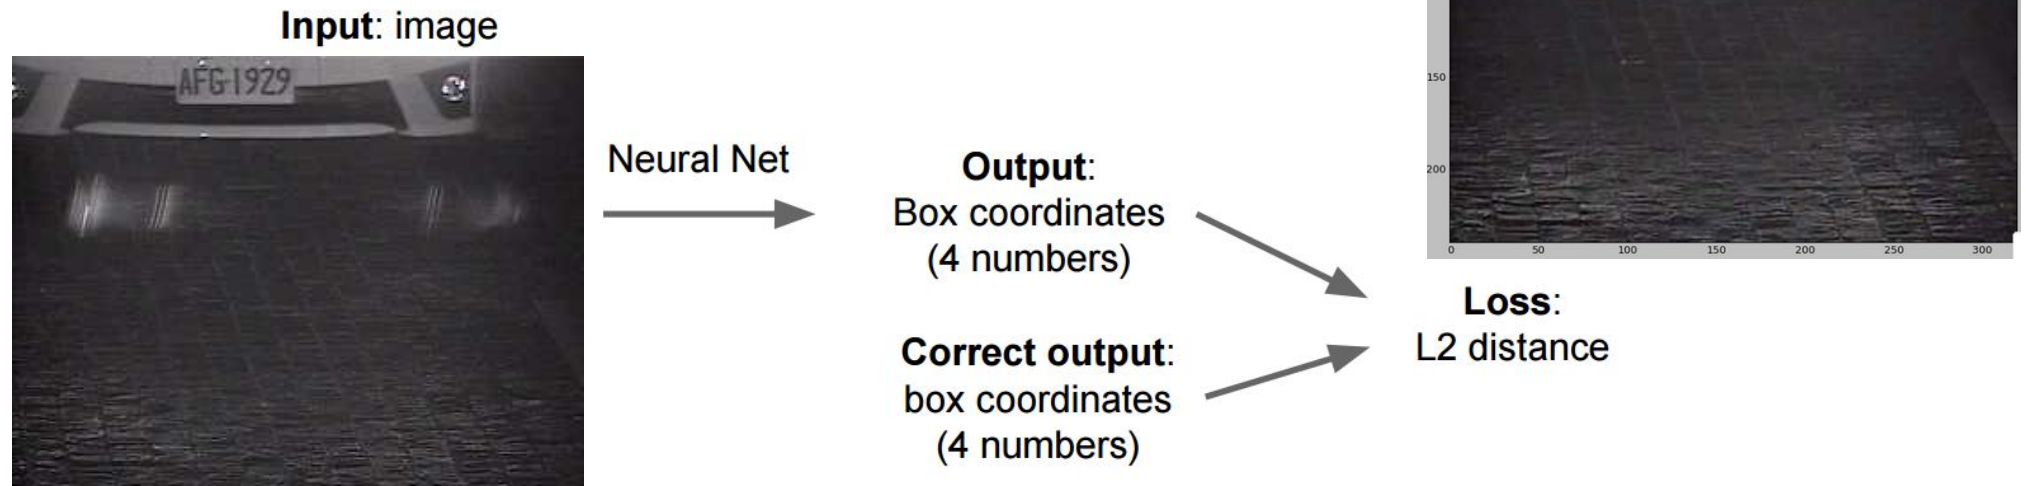 Input: image
AFG-1929
Neural Net
Output:
Box coordinates
(4 numbers)
Correct output:
box coordinates
(4 numbers)
150
200
0 50 100 150 200 250 300
Loss:
L2 distance